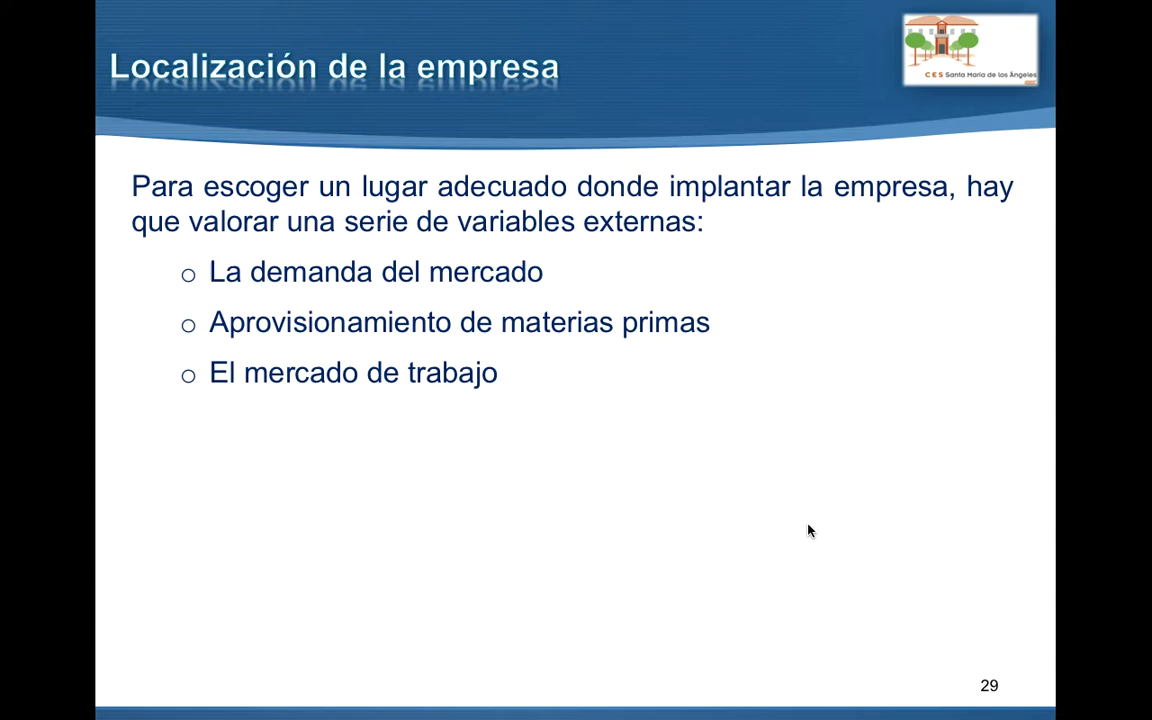 Localización de la empresa
CES Santa María de los Ángeles
Para escoger un lugar adecuado donde implantar la empresa, hay
que valorar una serie de variables externas:
o La demanda del mercado
o Aprovisionamiento de materias primas
o El mercado de trabajo
29